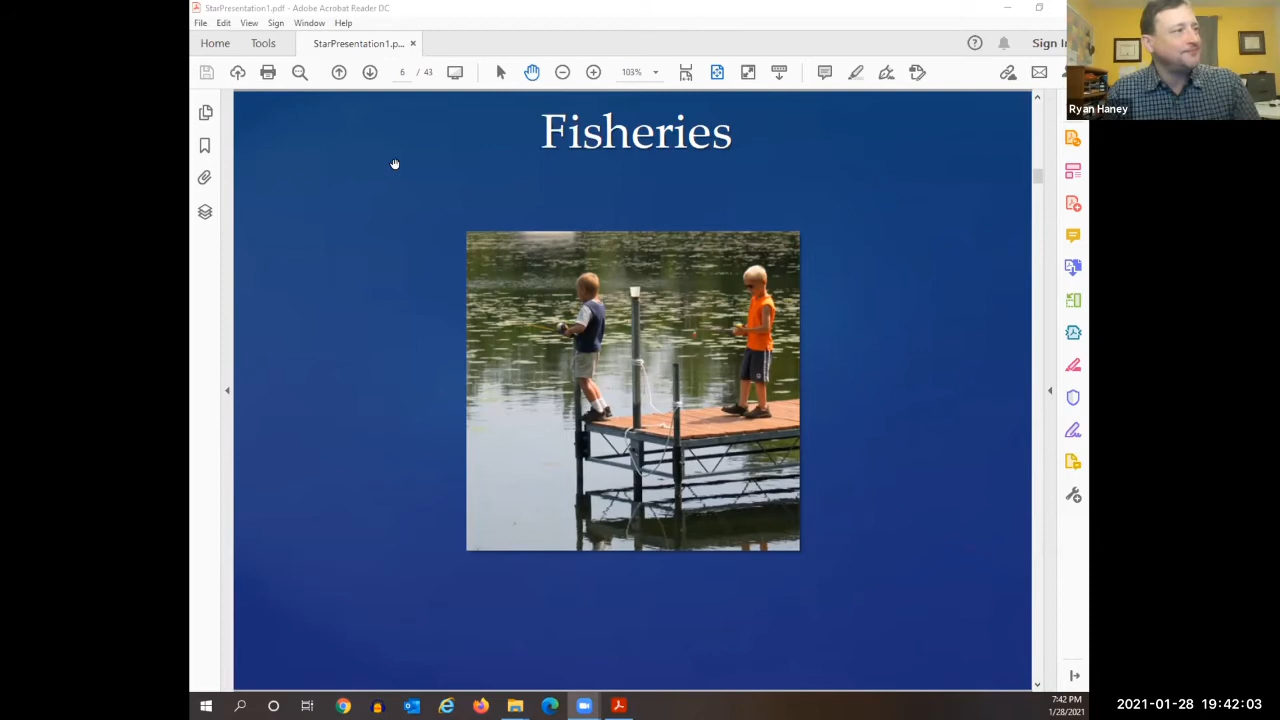 StarPresentation1.pdf - Adobe Acrobat Reader DC
File Edit View Sign Window Help
Home Tools StarPresentation1.p... Sign In
6 / 43 103%
Ryan Haney
Fisheries
7:42 PM
1/28/2021
2021-01-28 19:42:03